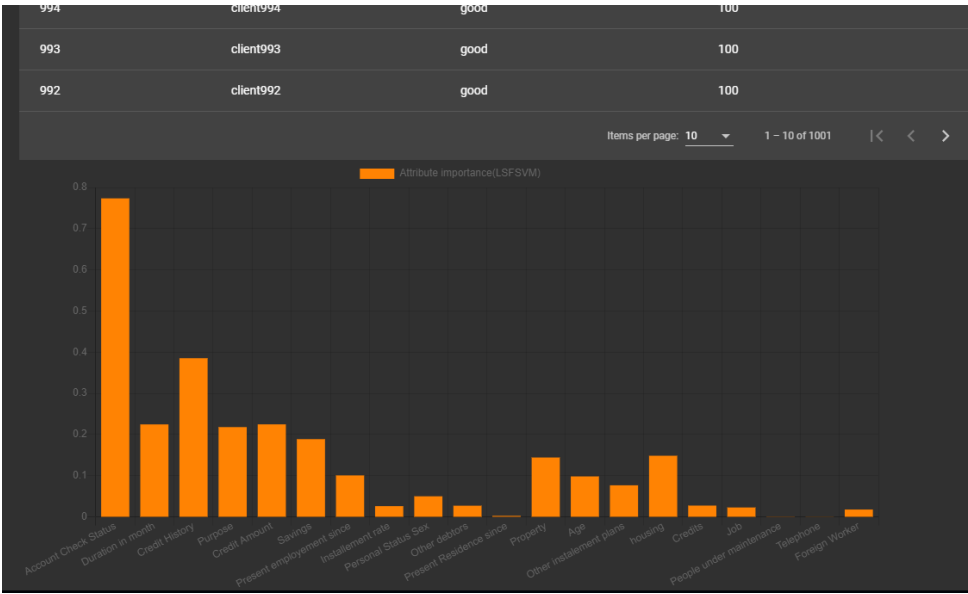 994 client994 good 100
993 client993 good 100
992 client992 good 100
Items per page: 10 1 – 10 of 1001
Attribute importance(LSFSVM)
0.8
0.7
0.6
0.5
0.4
0.3
0.2
0.1
0
Account Check Status
Duration in month
Credit History
Purpose
Credit Amount
Savings
Present employement since
Installement rate
Personal Status Sex
Other debtors
Present Residence since
Property
Age
Other instalement plans
housing
Credits
Job
People under maintenance
Telephone
Foreign Worker